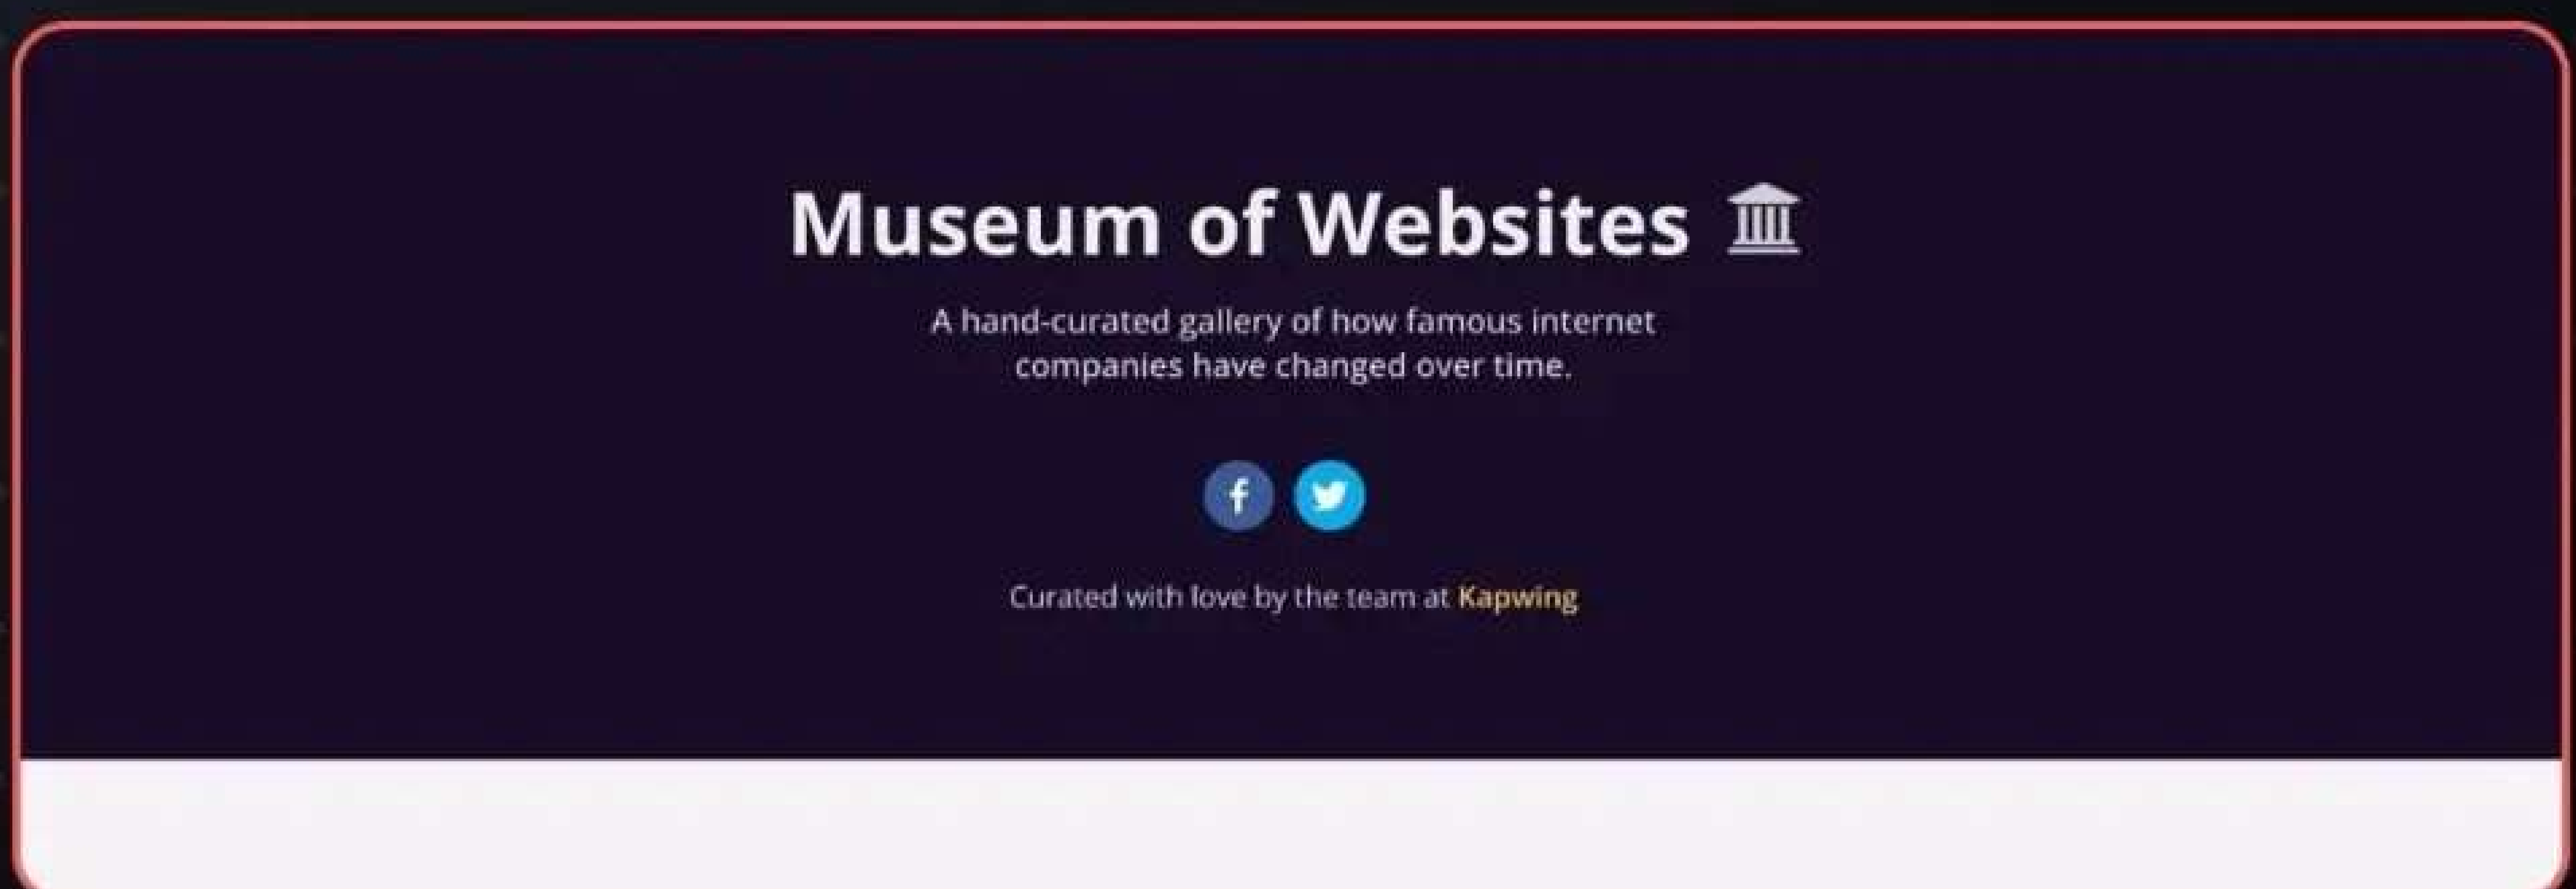 Museum of Websites
A hand-curated gallery of how famous internet
companies have changed over time.
Curated with love by the team at Kapwing